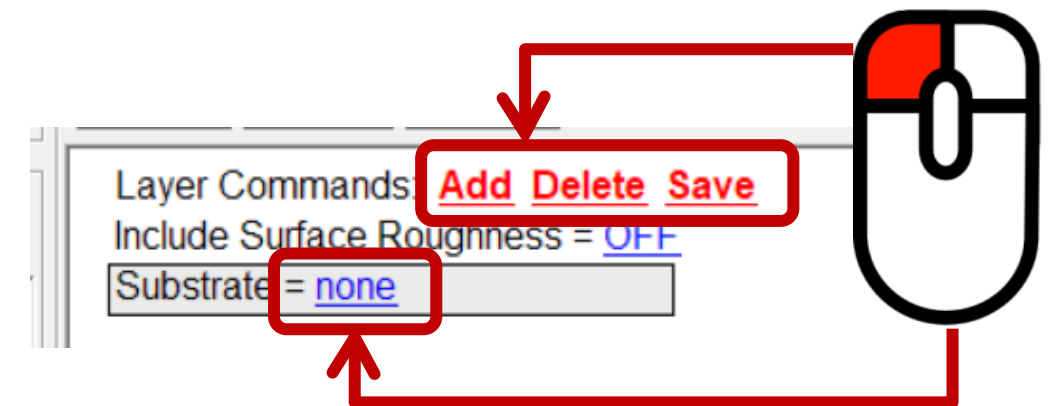 Layer Commands: Add Delete Save
Include Surface Roughness = OFF
Substrate = none